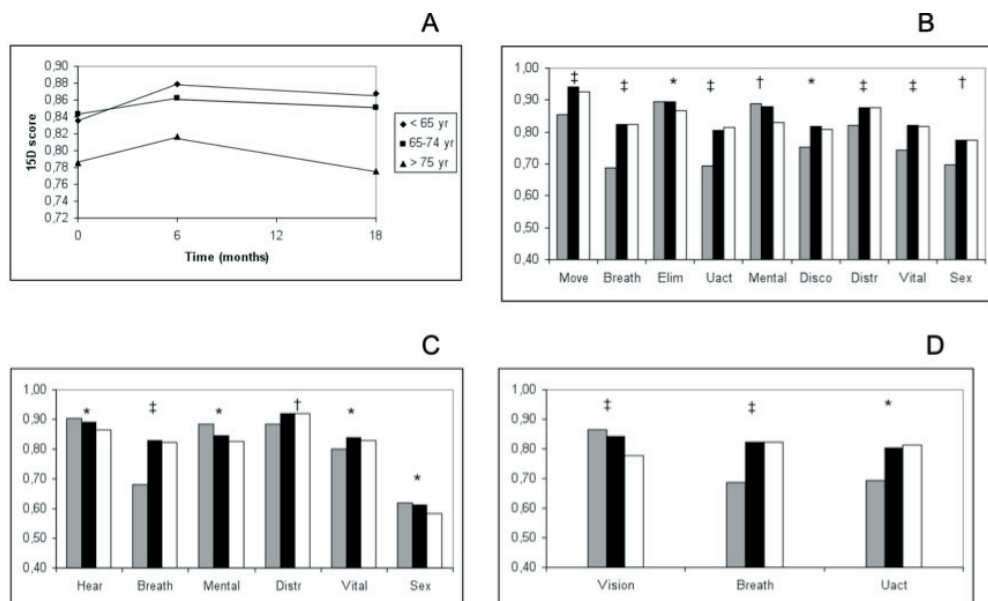 A
0,90
0,88
0,86
0,84
0,82
0,80
0,78
0,76
0,74
0,72
15D score
0 6 12 18
Time (months)
< 65 yr
65-74 yr
> 75 yr
B
1,00
0,90
0,80
0,70
0,60
0,50
0,40
‡ ‡ * ‡ † * ‡ ‡ †
Move Breath Elim Uact Mental Disco Distr Vital Sex
C
1,00
0,90
0,80
0,70
0,60
0,50
0,40
* ‡ * † * *
Hear Breath Mental Distr Vital Sex
D
1,00
0,90
0,80
0,70
0,60
0,50
0,40
‡ ‡ *
Vision Breath Uact